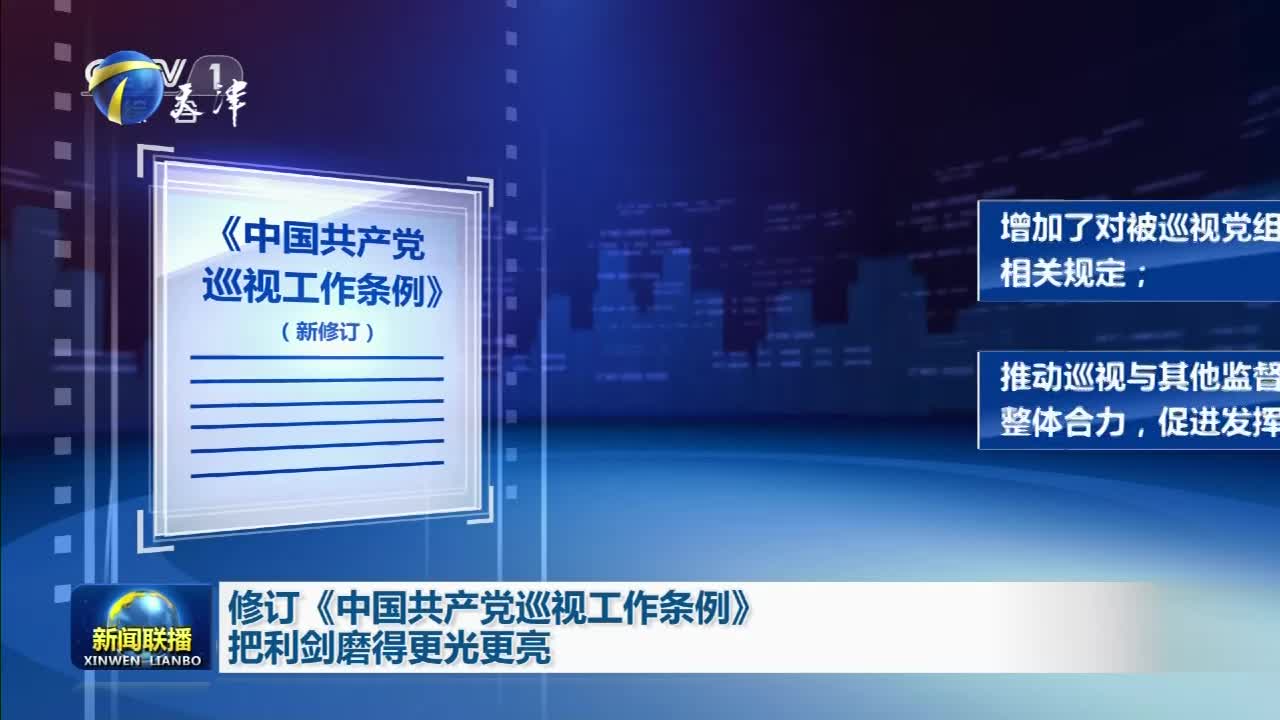 1
天津
《中国共产党
巡视工作条例》
（新修订）
增加了对被巡视党组
相关规定；
推动巡视与其他监督
整体合力，促进发挥
修订《中国共产党巡视工作条例》
把利剑磨得更光更亮
新闻联播
XINWEN LIANBO